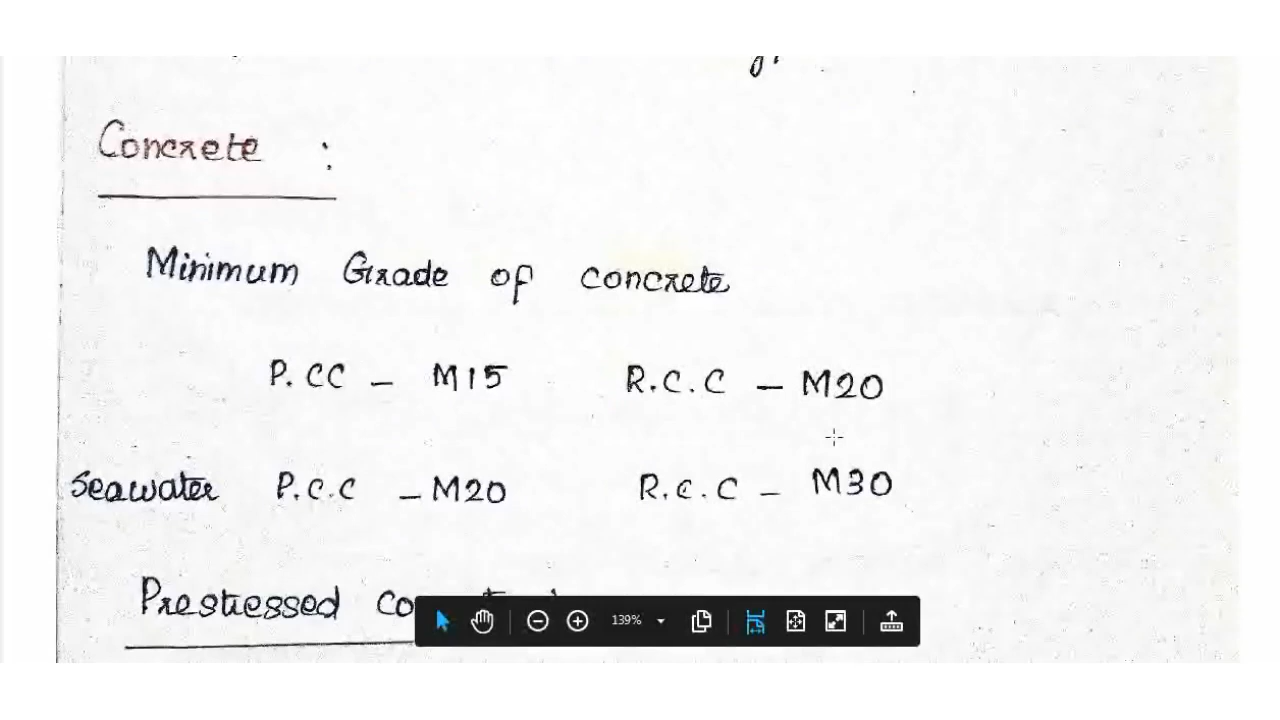 Concrete :
Minimum Grade of concrete
P.CC - M15 R.C.C - M20
Seawater P.C.C - M20 R.C.C - M30
Prestressed
139%